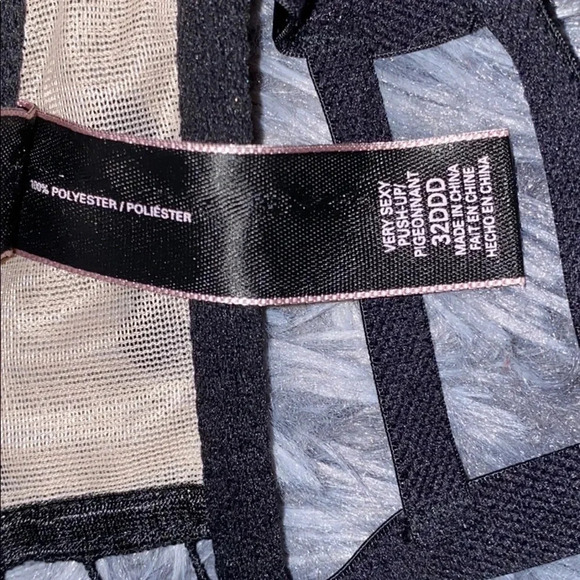 100% POLYESTER / POLIÉSTER
VERY SEXY
PUSH-UP/
PIGEONNANT
32DDD
MADE IN CHINA
FAIT EN CHINE
HECHO EN CHINA